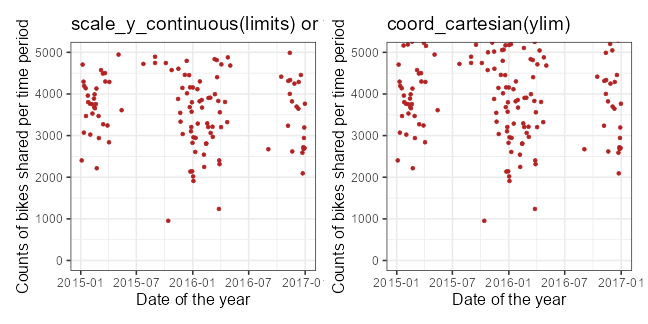 scale_y_continuous(limits) or
coord_cartesian(ylim)
Counts of bikes shared per time period
5000
4000
3000
2000
1000
0
2015-01 2015-07 2016-01 2016-07 2017-0
Date of the year
Counts of bikes shared per time period
5000
4000
3000
2000
1000
0
2015-01 2015-07 2016-01 2016-07 2017-01
Date of the year